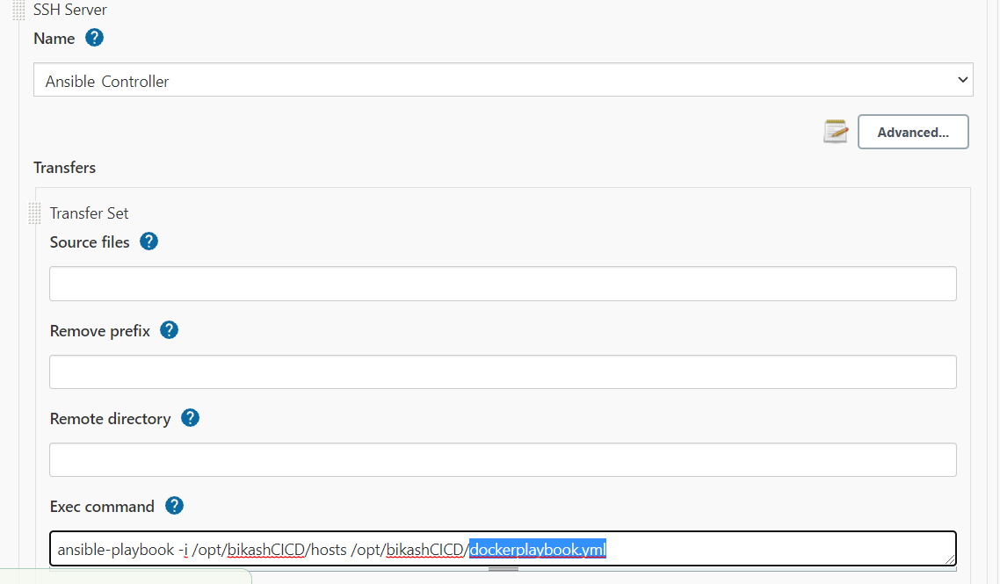 SSH Server
Name ?
Ansible Controller
Advanced...
Transfers
Transfer Set
Source files ?
Remove prefix ?
Remote directory ?
Exec command ?
ansible-playbook -i /opt/bikashCICD/hosts /opt/bikashCICD/dockerplaybook.yml